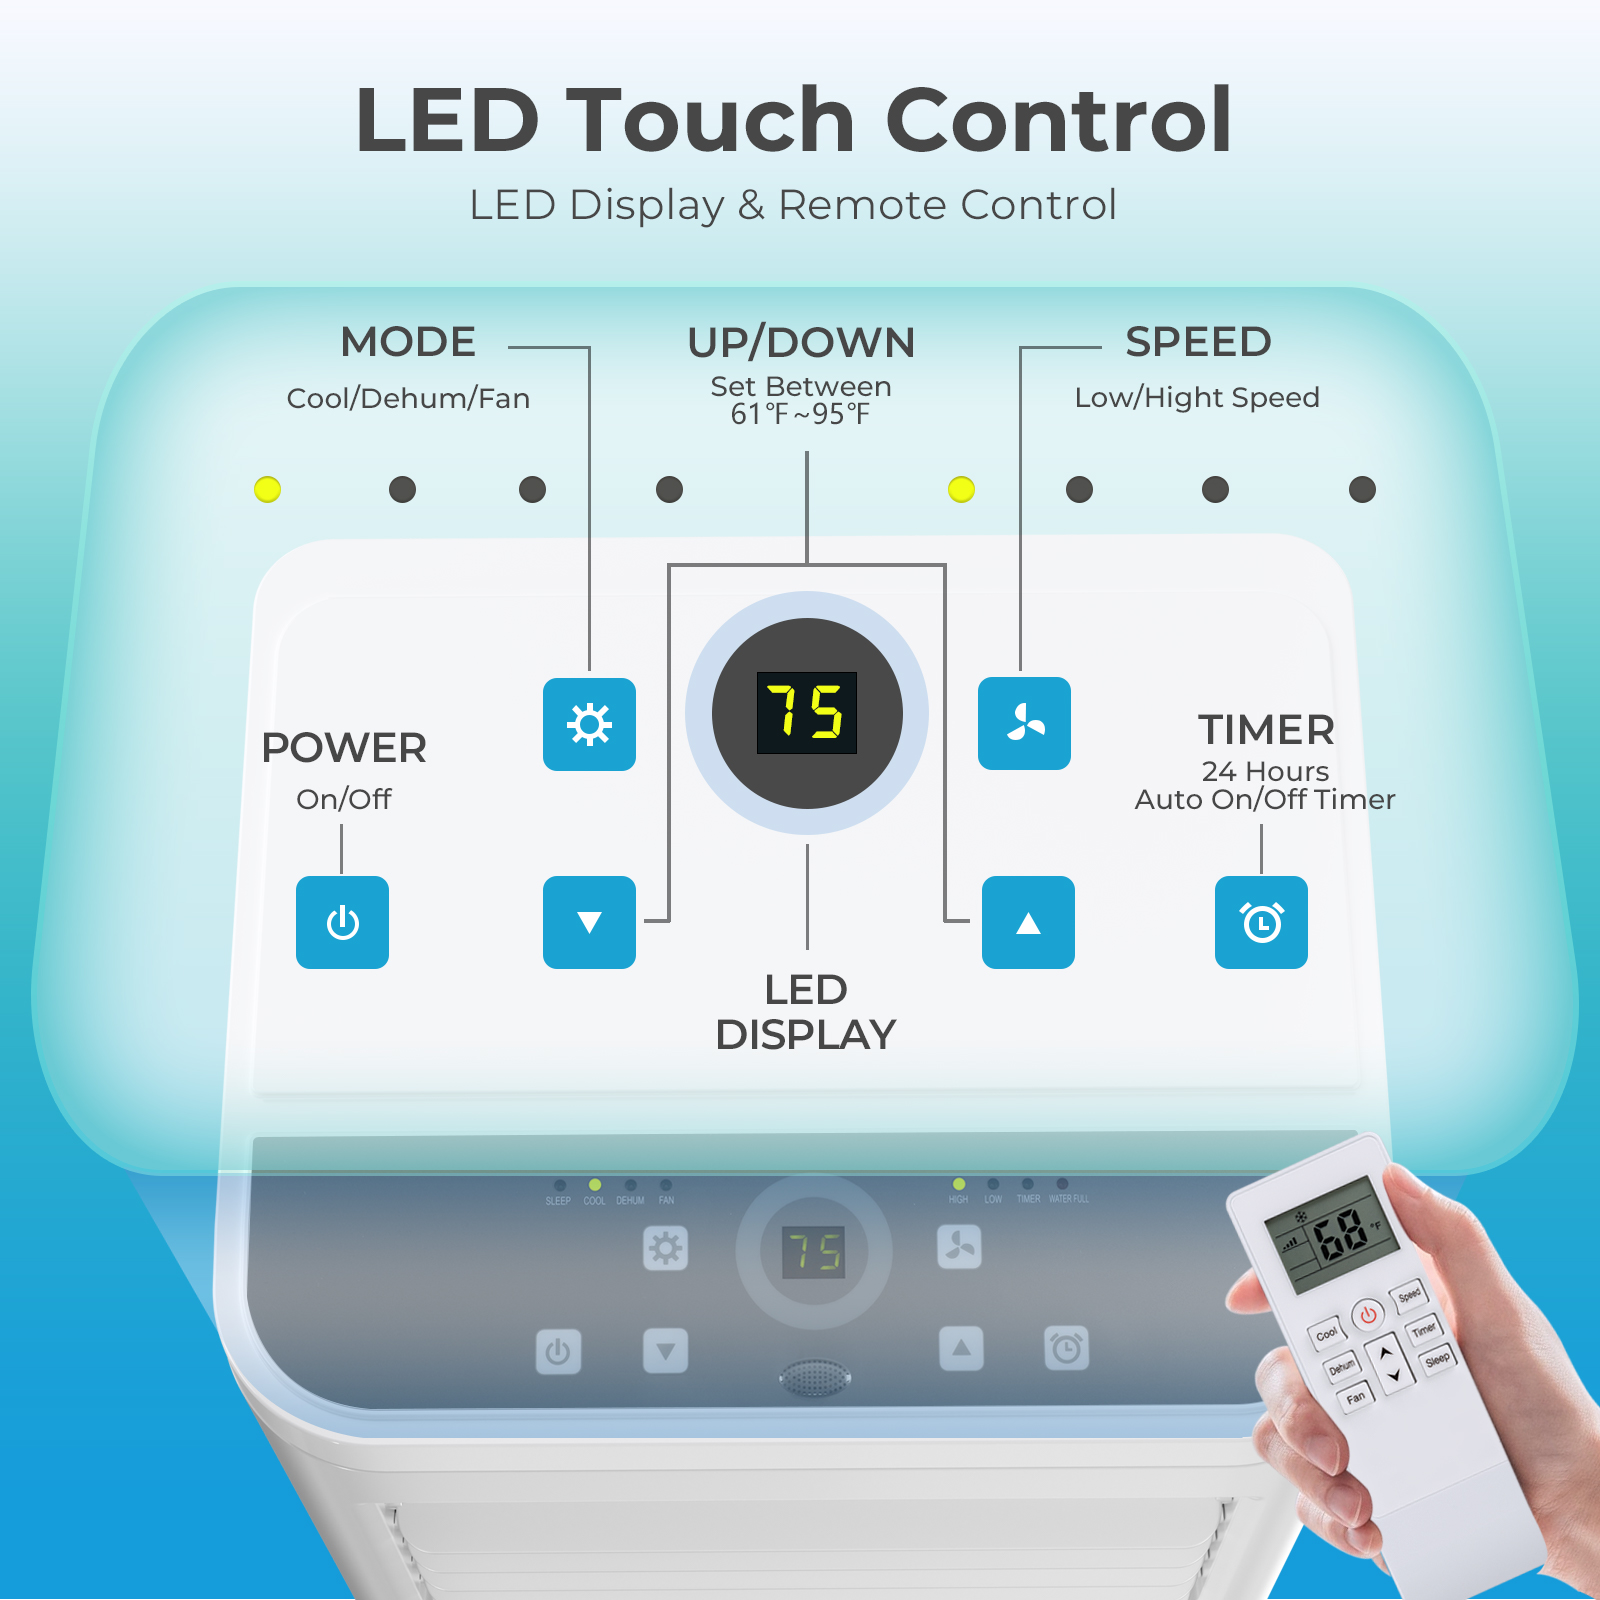 LED Touch Control
LED Display & Remote Control
MODE
Cool/Dehum/Fan
UP/DOWN
Set Between
61°F~95°F
SPEED
Low/Hight Speed
75
POWER
On/Off
TIMER
24 Hours
Auto On/Off Timer
LED
DISPLAY
SLEEP COOL DEHUM FAN
HIGH LOW TIMER WATER FULL
75
68 °F
Cool
Speed
Dehum
Timer
Fan
Sleep